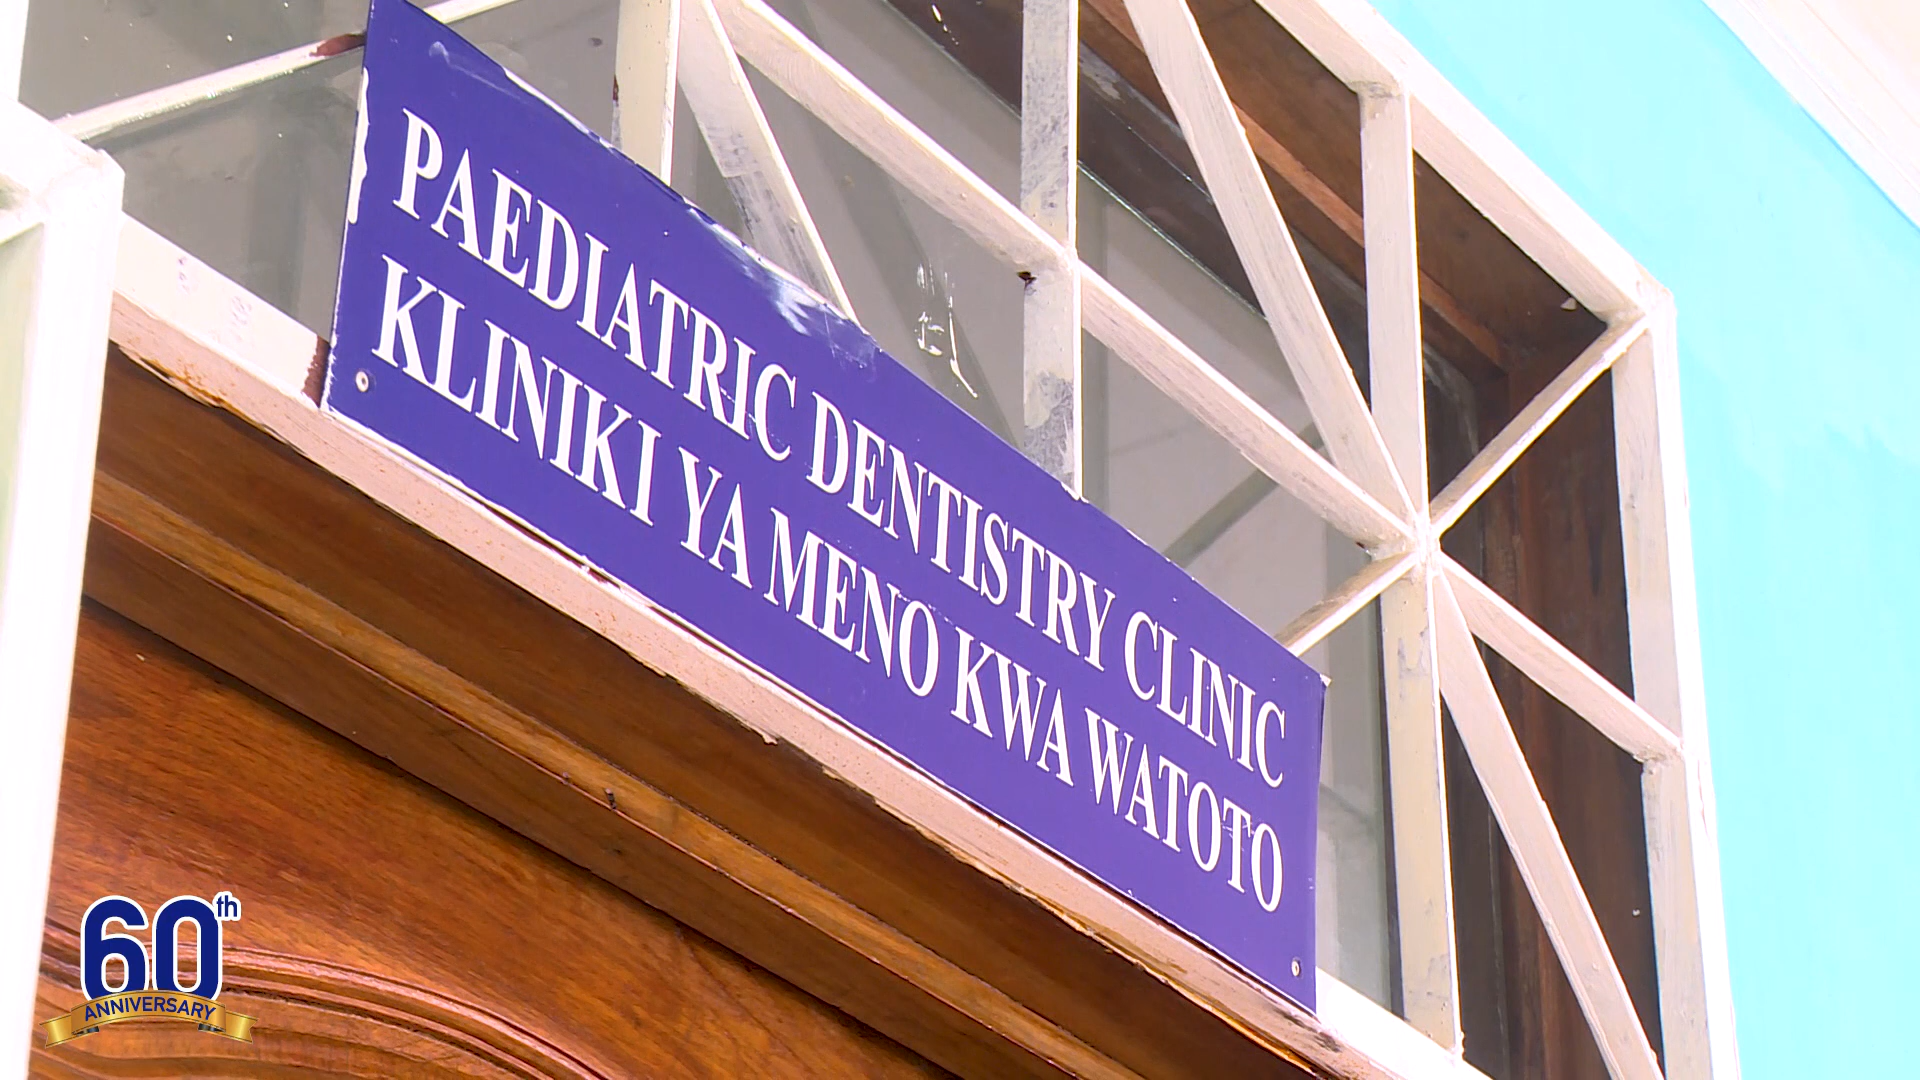 PAEDIATRIC DENTISTRY CLINIC
KLINIKI YA MENO KWA WATOTO
60th
ANNIVERSARY